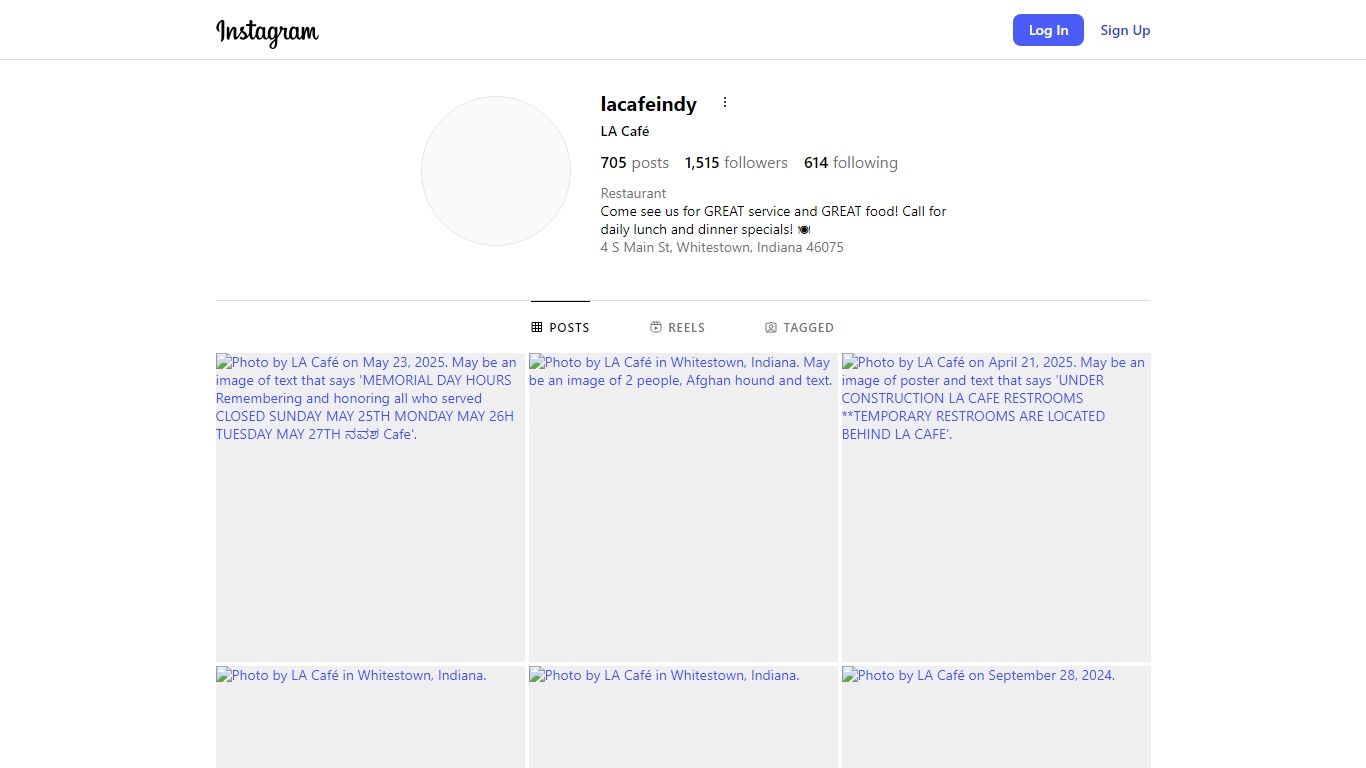 Instagram
Log In
Sign Up
lacafeindy
LA Café
705 posts 1,515 followers 614 following
Restaurant
Come see us for GREAT service and GREAT food! Call for
daily lunch and dinner specials! 🍽
4 S Main St, Whitestown, Indiana 46075
POSTS
REELS
TAGGED
Photo by LA Café on May 23, 2025. May be an
image of text that says 'MEMORIAL DAY HOURS
Remembering and honoring all who served
CLOSED SUNDAY MAY 25TH MONDAY MAY 26H
TUESDAY MAY 27TH ನವಶ Cafe'.
Photo by LA Café in Whitestown, Indiana. May
be an image of 2 people, Afghan hound and text.
Photo by LA Café on April 21, 2025. May be an
image of poster and text that says 'UNDER
CONSTRUCTION LA CAFE RESTROOMS
**TEMPORARY RESTROOMS ARE LOCATED
BEHIND LA CAFE'.
Photo by LA Café in Whitestown, Indiana.
Photo by LA Café in Whitestown, Indiana.
Photo by LA Café on September 28, 2024.